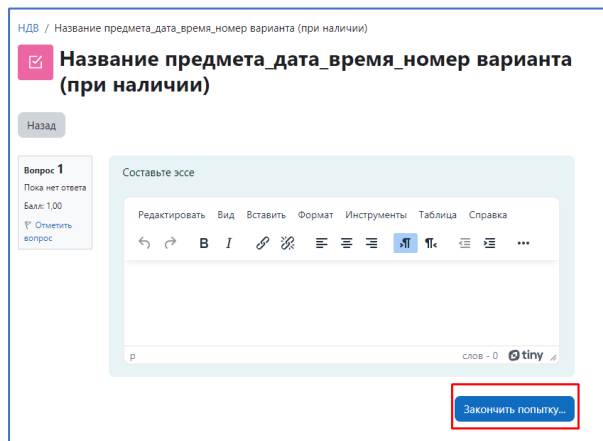 НДВ / Название предмета_дата_время_номер варианта (при наличии)
Название предмета_дата_время_номер варианта
(при наличии)
Назад
Вопрос 1
Пока нет ответа
Балл: 1,00
Отметить
вопрос
Составьте эссе
Редактировать Вид Вставить Формат Инструменты Таблица Справка
B I
p слов - 0 tiny
Закончить попытку...